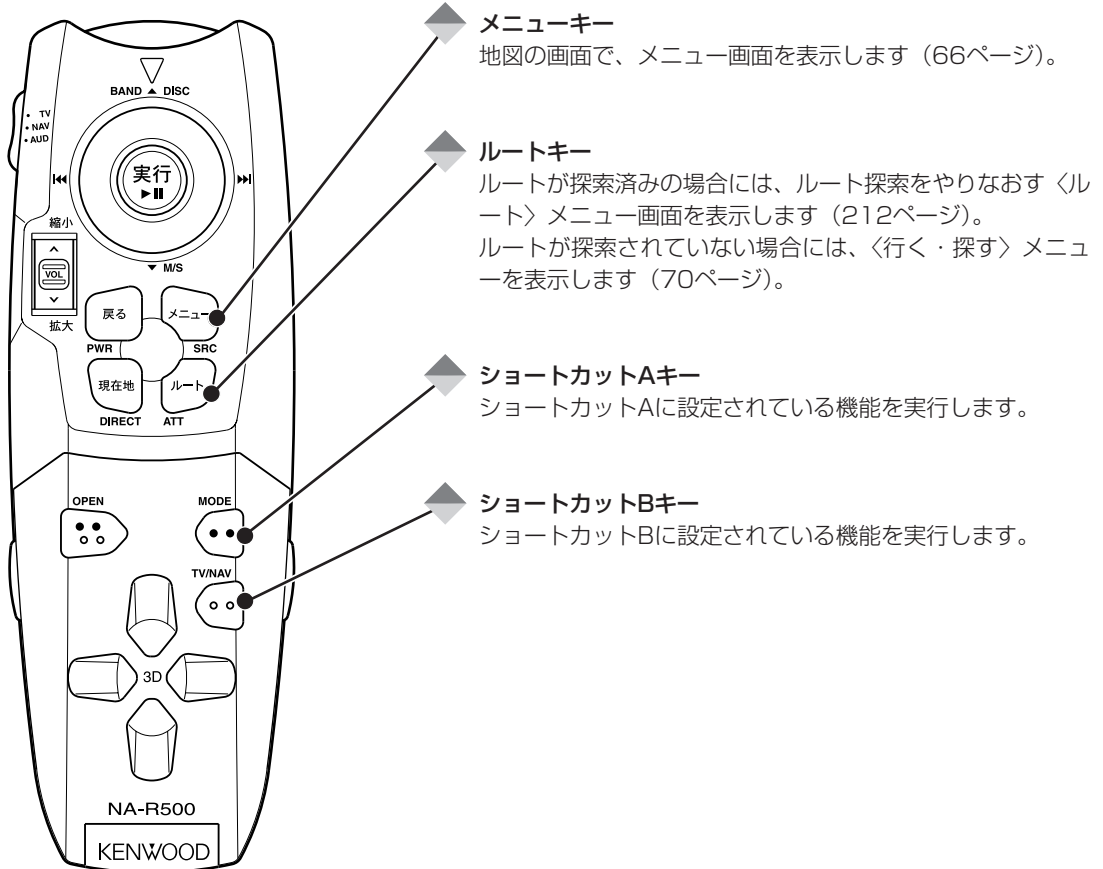 BAND ▲ DISC
• TV
• NAV
• AUD
実行
►II
縮小
VOL
拡大
▼ M/S
戻る
メニュー
PWR
SRC
現在地
ルート
DIRECT
ATT
OPEN
MODE
TV/NAV
3D
NA-R500
KENWOOD
メニューキー
地図の画面で、メニュー画面を表示します（66ページ）。
ルートキー
ルートが探索済みの場合には、ルート探索をやりなおす〈ル
ート〉メニュー画面を表示します（212ページ）。
ルートが探索されていない場合には、〈行く・探す〉メニュ
ーを表示します（70ページ）。
ショートカットAキー
ショートカットAに設定されている機能を実行します。
ショートカットBキー
ショートカットBに設定されている機能を実行します。